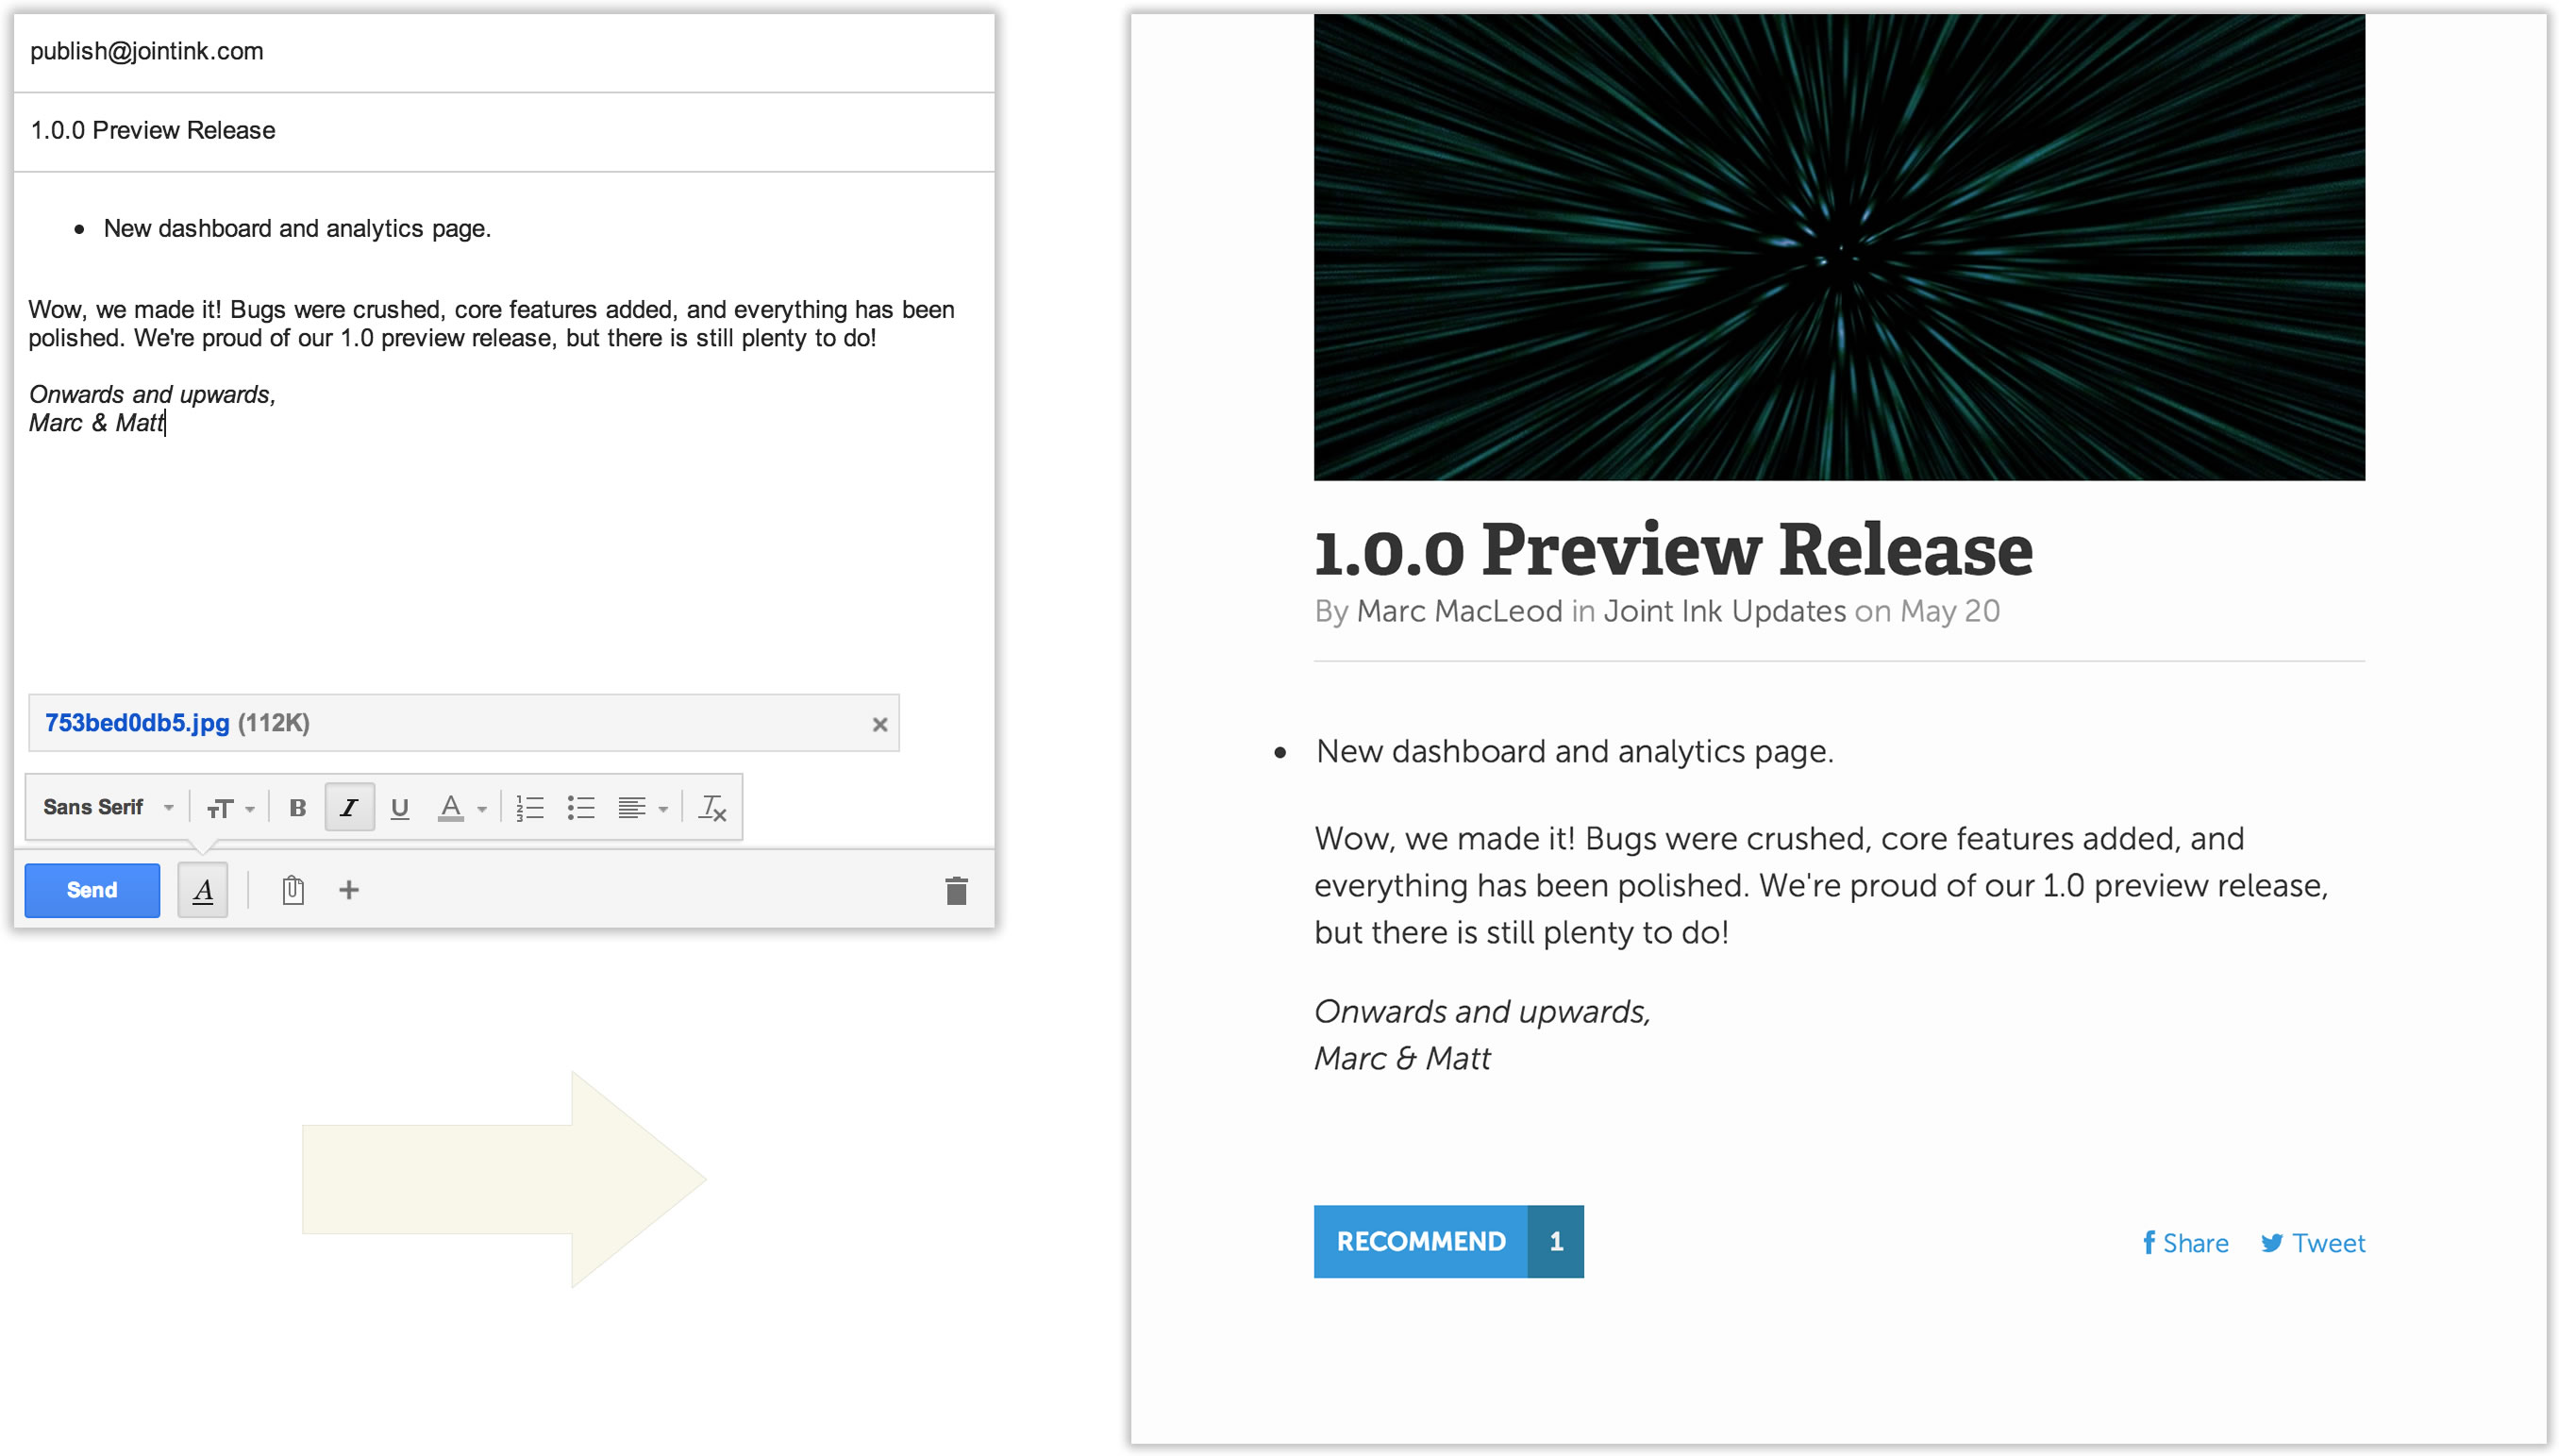 publish@jointink.com
1.0.0 Preview Release
• New dashboard and analytics page.
Wow, we made it! Bugs were crushed, core features added, and everything has been
polished. We're proud of our 1.0 preview release, but there is still plenty to do!
Onwards and upwards,
Marc & Matt
753bed0db5.jpg (112K)
Sans Serif
Send
1.0.0 Preview Release
By Marc MacLeod in Joint Ink Updates on May 20
• New dashboard and analytics page.
Wow, we made it! Bugs were crushed, core features added, and
everything has been polished. We're proud of our 1.0 preview release,
but there is still plenty to do!
Onwards and upwards,
Marc & Matt
RECOMMEND 1
Share Tweet